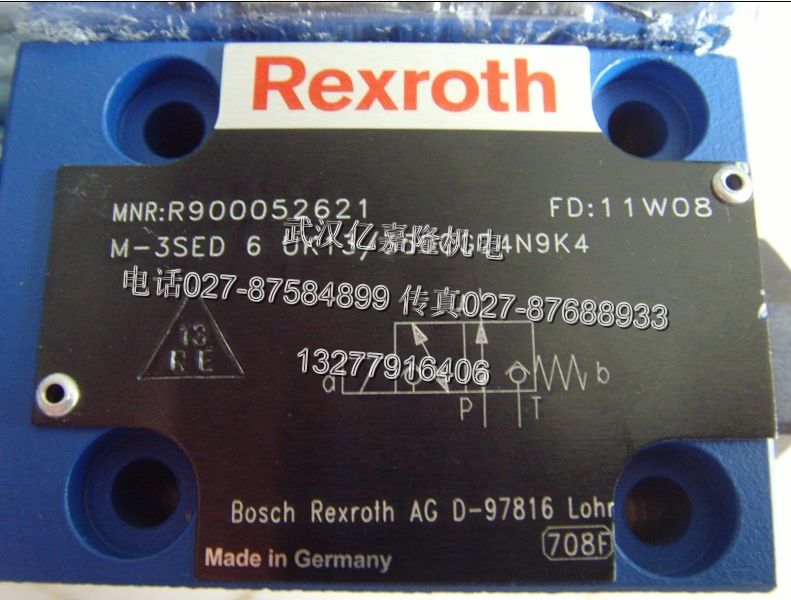 Rexroth
MNR:R900052621 FD:11W08
武汉亿嘉隆机电
M-3SED 6
电话027-87584899 传真027-87688933
13
RE
13277916406
a b
P T
Bosch Rexroth AG D-97816 Lohr
708F
Made in Germany